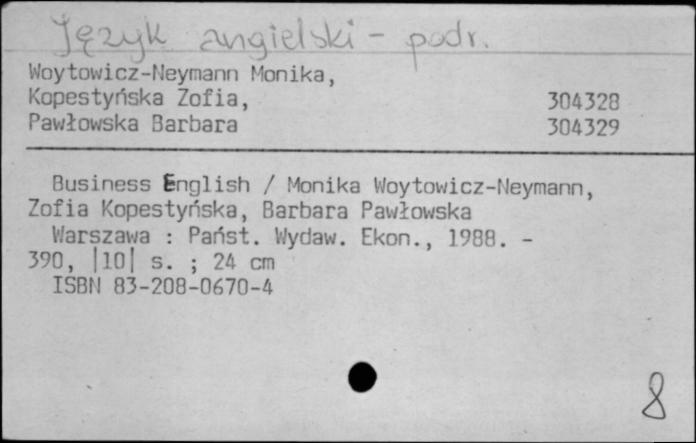 Język angielski - podr.
Woytowicz-Neymann Monika,
Kopestyńska Zofia, 304328
Pawłowska Barbara 304329
Business English / Monika Woytowicz-Neymann,
Zofia Kopestyńska, Barbara Pawłowska
Warszawa : Państ. Wydaw. Ekon., 1988. -
390, |10| s. ; 24 cm
ISBN 83-208-0670-4
8